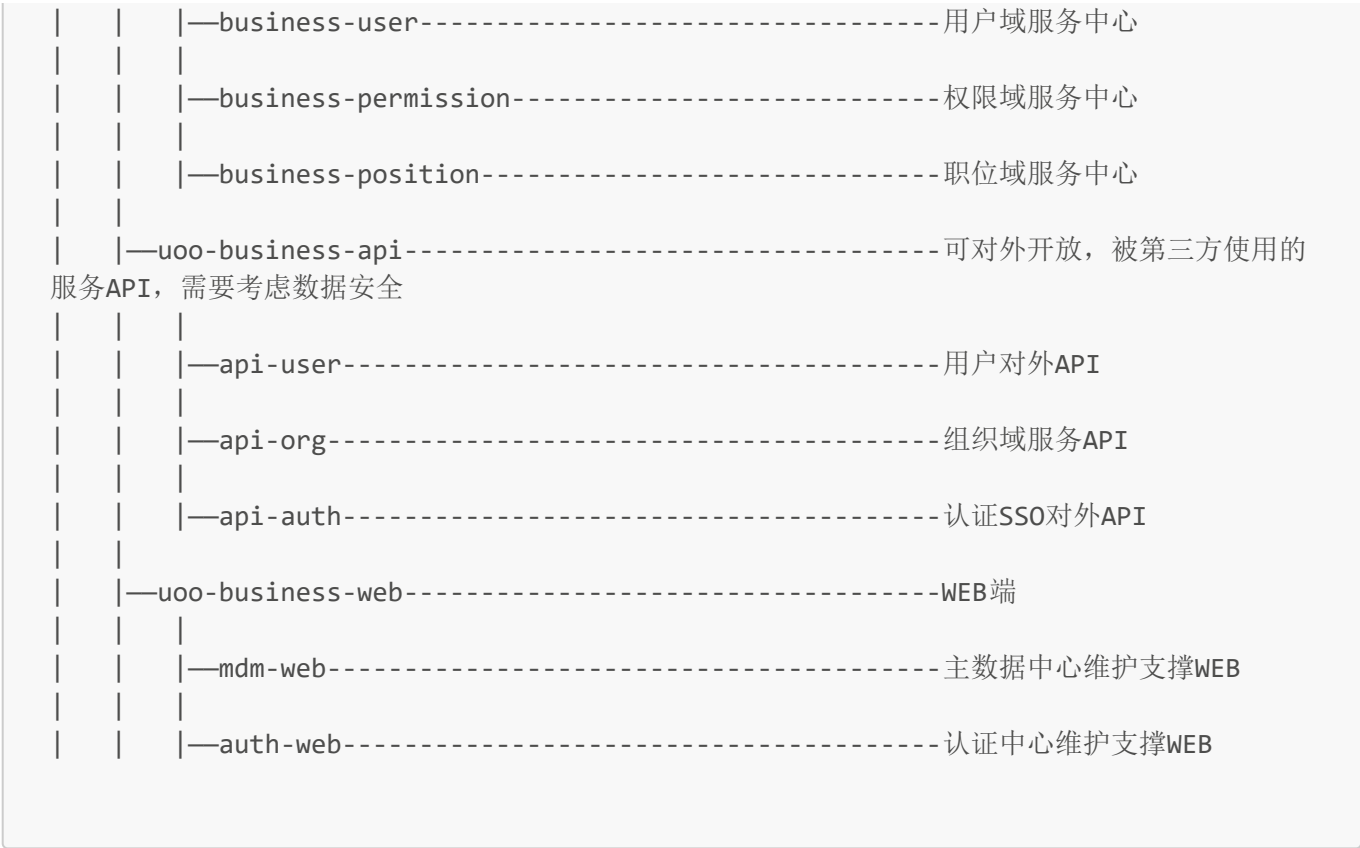 |   |   |——business-user----------------------------------用户域服务中心
|   |   |
|   |   |——business-permission----------------------------权限域服务中心
|   |   |
|   |   |——business-position------------------------------职位域服务中心
|   |
|   |——uoo-business-api-----------------------------------可对外开放，被第三方使用的
服务API，需要考虑数据安全
|   |   |
|   |   |——api-user---------------------------------------用户对外API
|   |   |
|   |   |——api-org----------------------------------------组织域服务API
|   |   |
|   |   |——api-auth---------------------------------------认证SSO对外API
|   |
|   |——uoo-business-web-----------------------------------WEB端
|   |   |
|   |   |——mdm-web----------------------------------------主数据中心维护支撑WEB
|   |   |
|   |   |——auth-web---------------------------------------认证中心维护支撑WEB